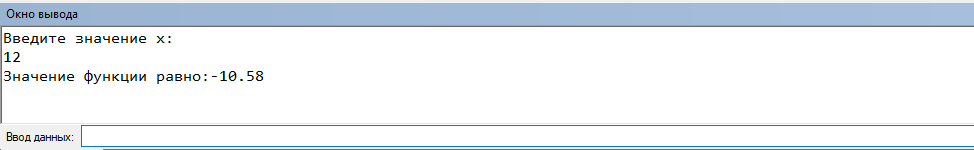 Окно вывода
Введите значение x:
12
Значение функции равно:-10.58
Ввод данных: